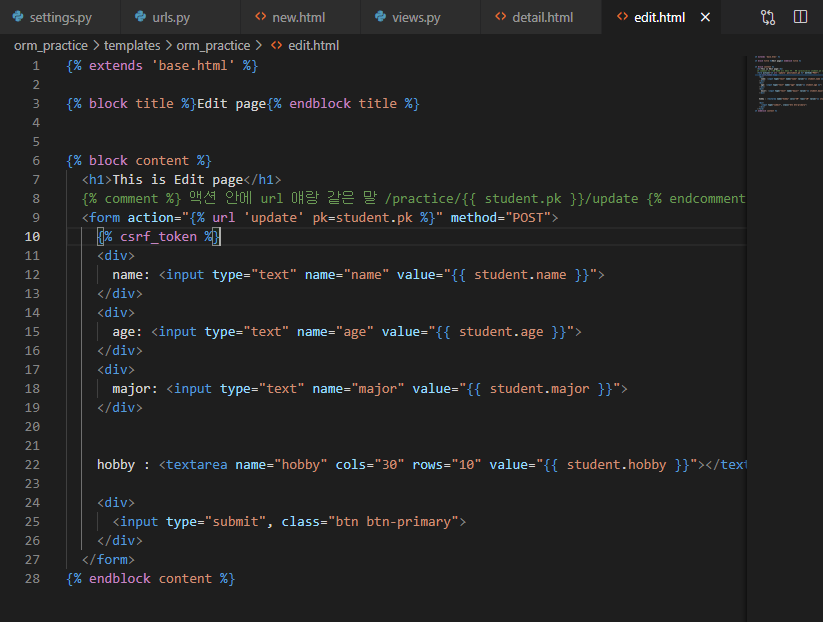 settings.py urls.py new.html views.py detail.html edit.html
orm_practice > templates > orm_practice > edit.html
1 {% extends 'base.html' %}
2
3 {% block title %}Edit page{% endblock title %}
4
5
6 {% block content %}
7 <h1>This is Edit page</h1>
8 {% comment %} 액션 안에 url 얘랑 같은 말 /practice/{{ student.pk }}/update {% endcomment
9 <form action="{% url 'update' pk=student.pk %}" method="POST">
10 {% csrf_token %}
11 <div>
12 name: <input type="text" name="name" value="{{ student.name }}">
13 </div>
14 <div>
15 age: <input type="text" name="age" value="{{ student.age }}">
16 </div>
17 <div>
18 major: <input type="text" name="major" value="{{ student.major }}">
19 </div>
20
21
22 hobby : <textarea name="hobby" cols="30" rows="10" value="{{ student.hobby }}"></text
23
24 <div>
25 <input type="submit", class="btn btn-primary">
26 </div>
27 </form>
28 {% endblock content %}